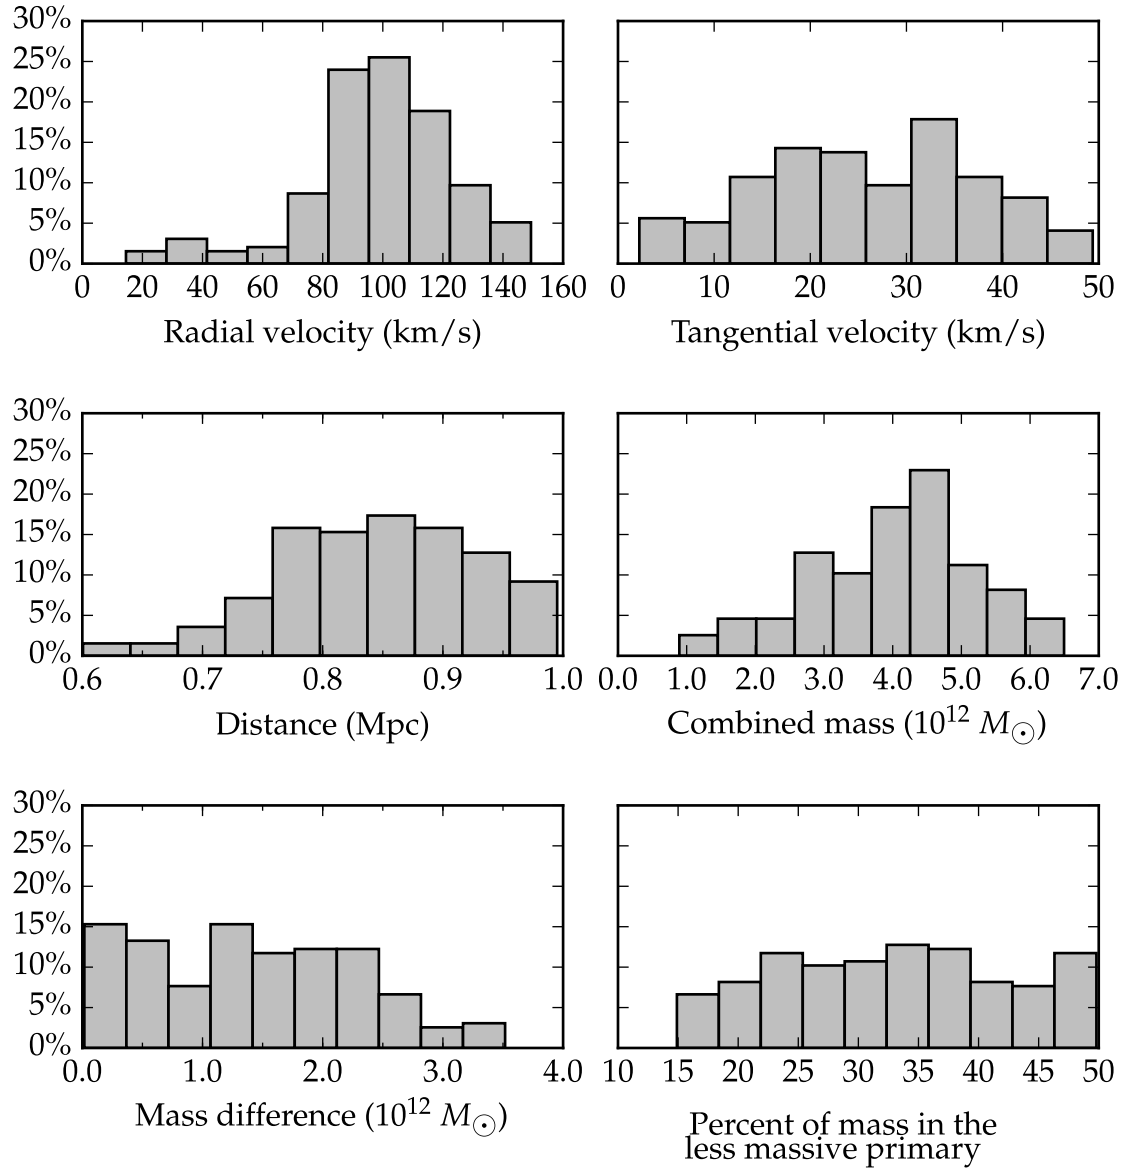 30%
25%
20%
15%
10%
5%
0%
0 20 40 60 80 100 120 140 160
Radial velocity (km/s)
0 10 20 30 40 50
Tangential velocity (km/s)
30%
25%
20%
15%
10%
5%
0%
0.6 0.7 0.8 0.9 1.0
Distance (Mpc)
0.0 1.0 2.0 3.0 4.0 5.0 6.0 7.0
Combined mass (10¹² M☉)
30%
25%
20%
15%
10%
5%
0%
0.0 1.0 2.0 3.0 4.0
Mass difference (10¹² M☉)
10 15 20 25 30 35 40 45 50
Percent of mass in the
less massive primary